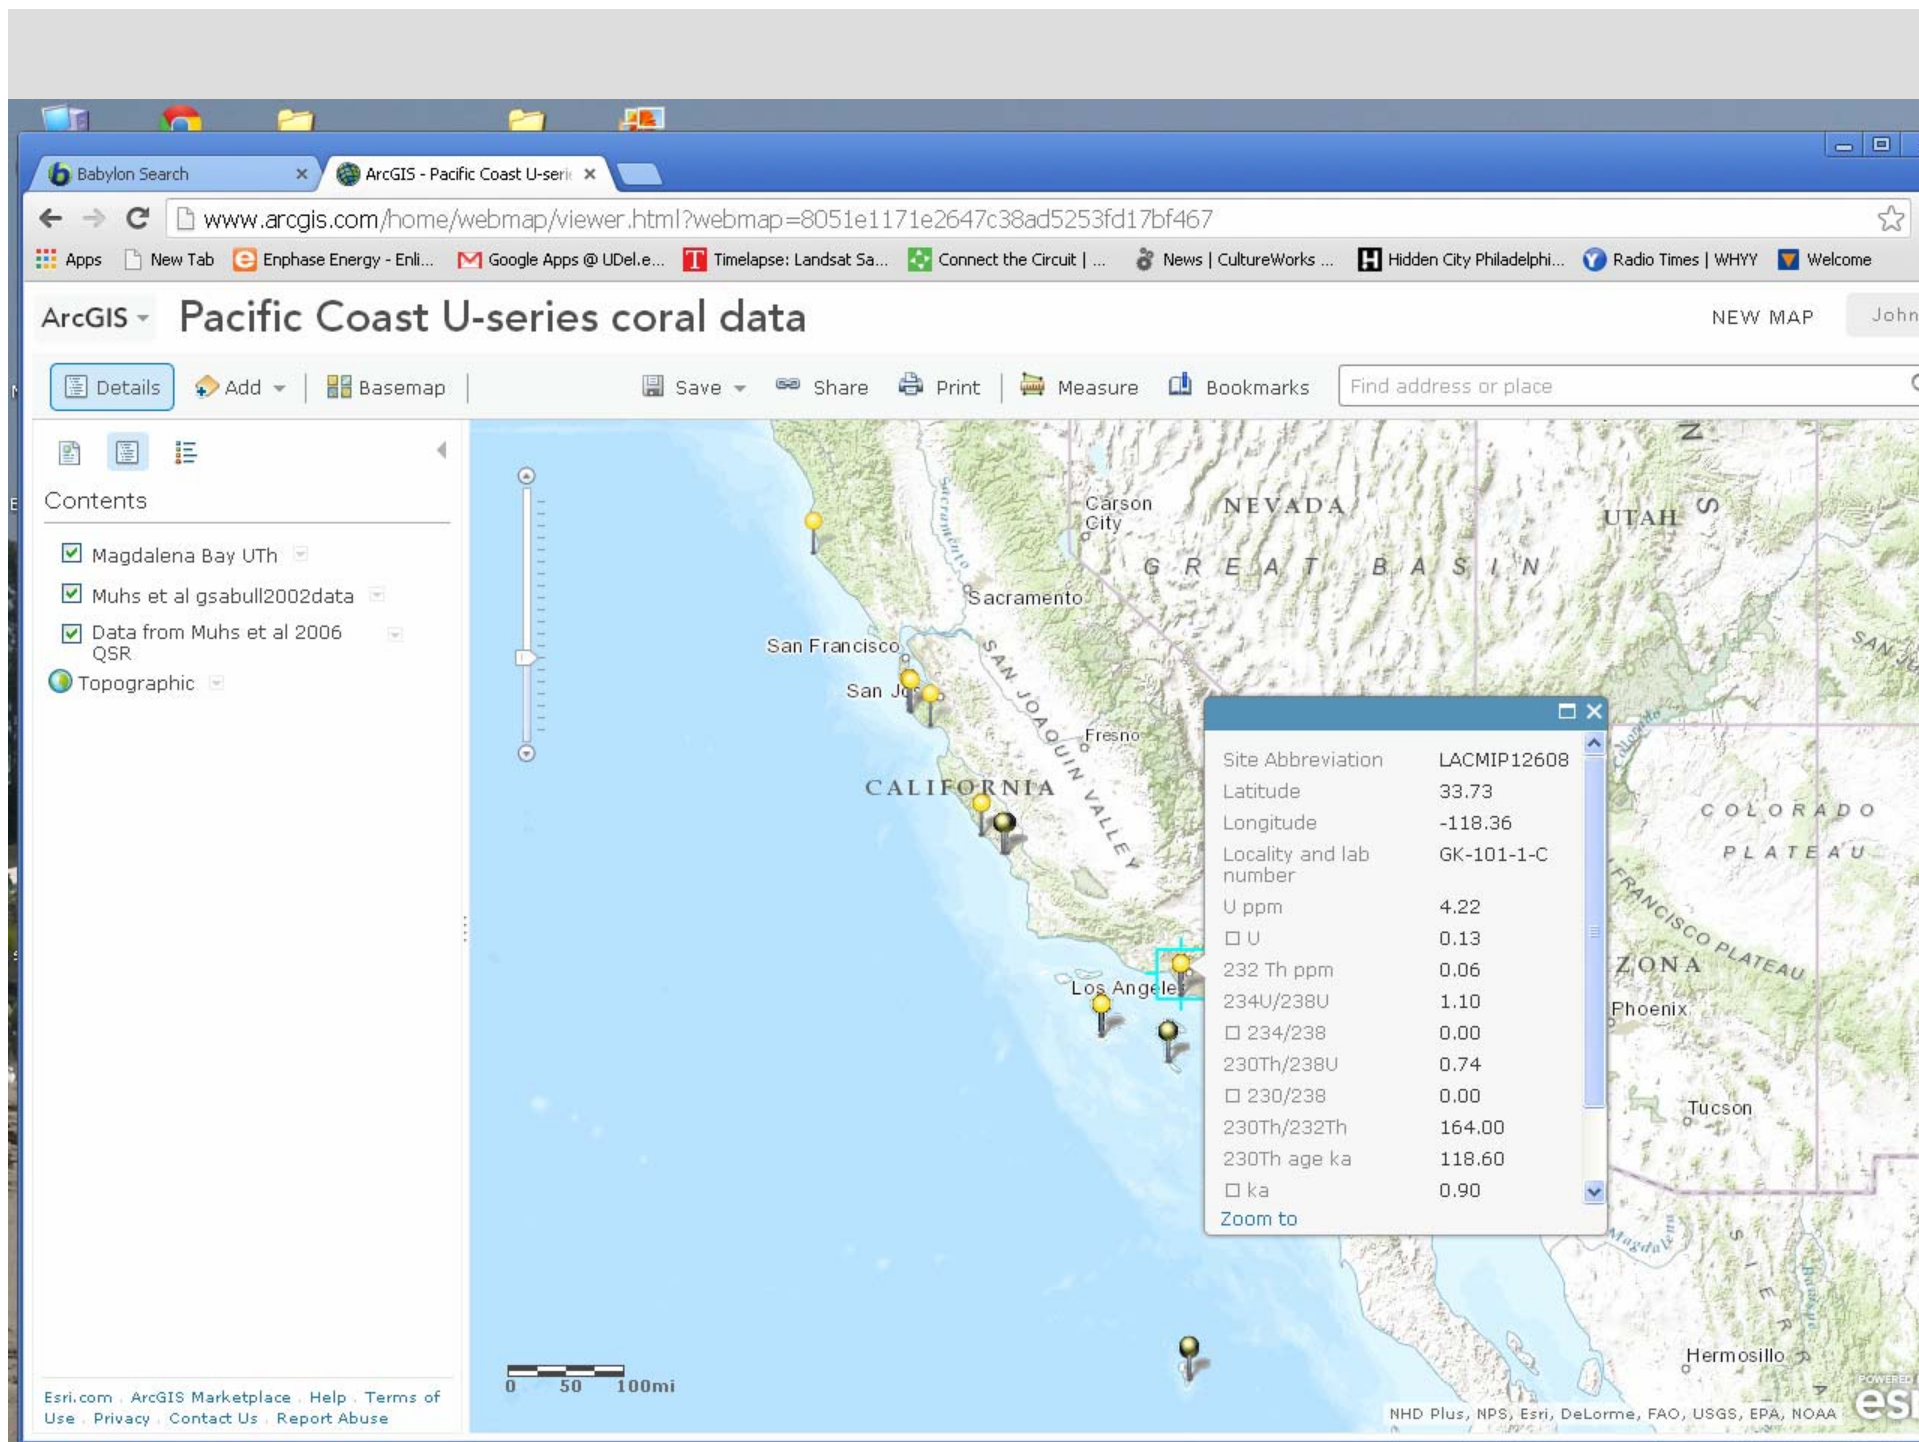 Babylon Search
ArcGIS - Pacific Coast U-serie
www.arcgis.com/home/webmap/viewer.html?webmap=8051e1171e2647c38ad5253fd17bf467
Apps New Tab Enphase Energy - Enli... Google Apps @ UDel.e... Timelapse: Landsat Sa... Connect the Circuit | ... News | CultureWorks ... Hidden City Philadelphi... Radio Times | WHYY Welcome
ArcGIS Pacific Coast U-series coral data NEW MAP John
Details Add Basemap Save Share Print Measure Bookmarks Find address or place
Contents
Magdalena Bay UTh
Muhs et al gsabull2002data
Data from Muhs et al 2006
QSR
Topographic
Carson
City
NEVADA
UTAH
GREAT BASIN
Sacramento
Sacramento
San Francisco
SAN JOAQUIN VALLEY
Fresno
CALIFORNIA
COLORADO
PLATEAU
Colorado
FRANCISCO PLATEAU
Los Angeles
Phoenix
Tucson
Magdalena
Hermosillo
Site Abbreviation LACMIP12608
Latitude 33.73
Longitude -118.36
Locality and lab GK-101-1-C
number
U ppm 4.22
□ U 0.13
232 Th ppm 0.06
234U/238U 1.10
□ 234/238 0.00
230Th/238U 0.74
□ 230/238 0.00
230Th/232Th 164.00
230Th age ka 118.60
□ ka 0.90
Zoom to
0 50 100mi
Esri.com . ArcGIS Marketplace . Help . Terms of
Use . Privacy . Contact Us . Report Abuse
NHD Plus, NPS, Esri, DeLorme, FAO, USGS, EPA, NOAA
POWERED
esri